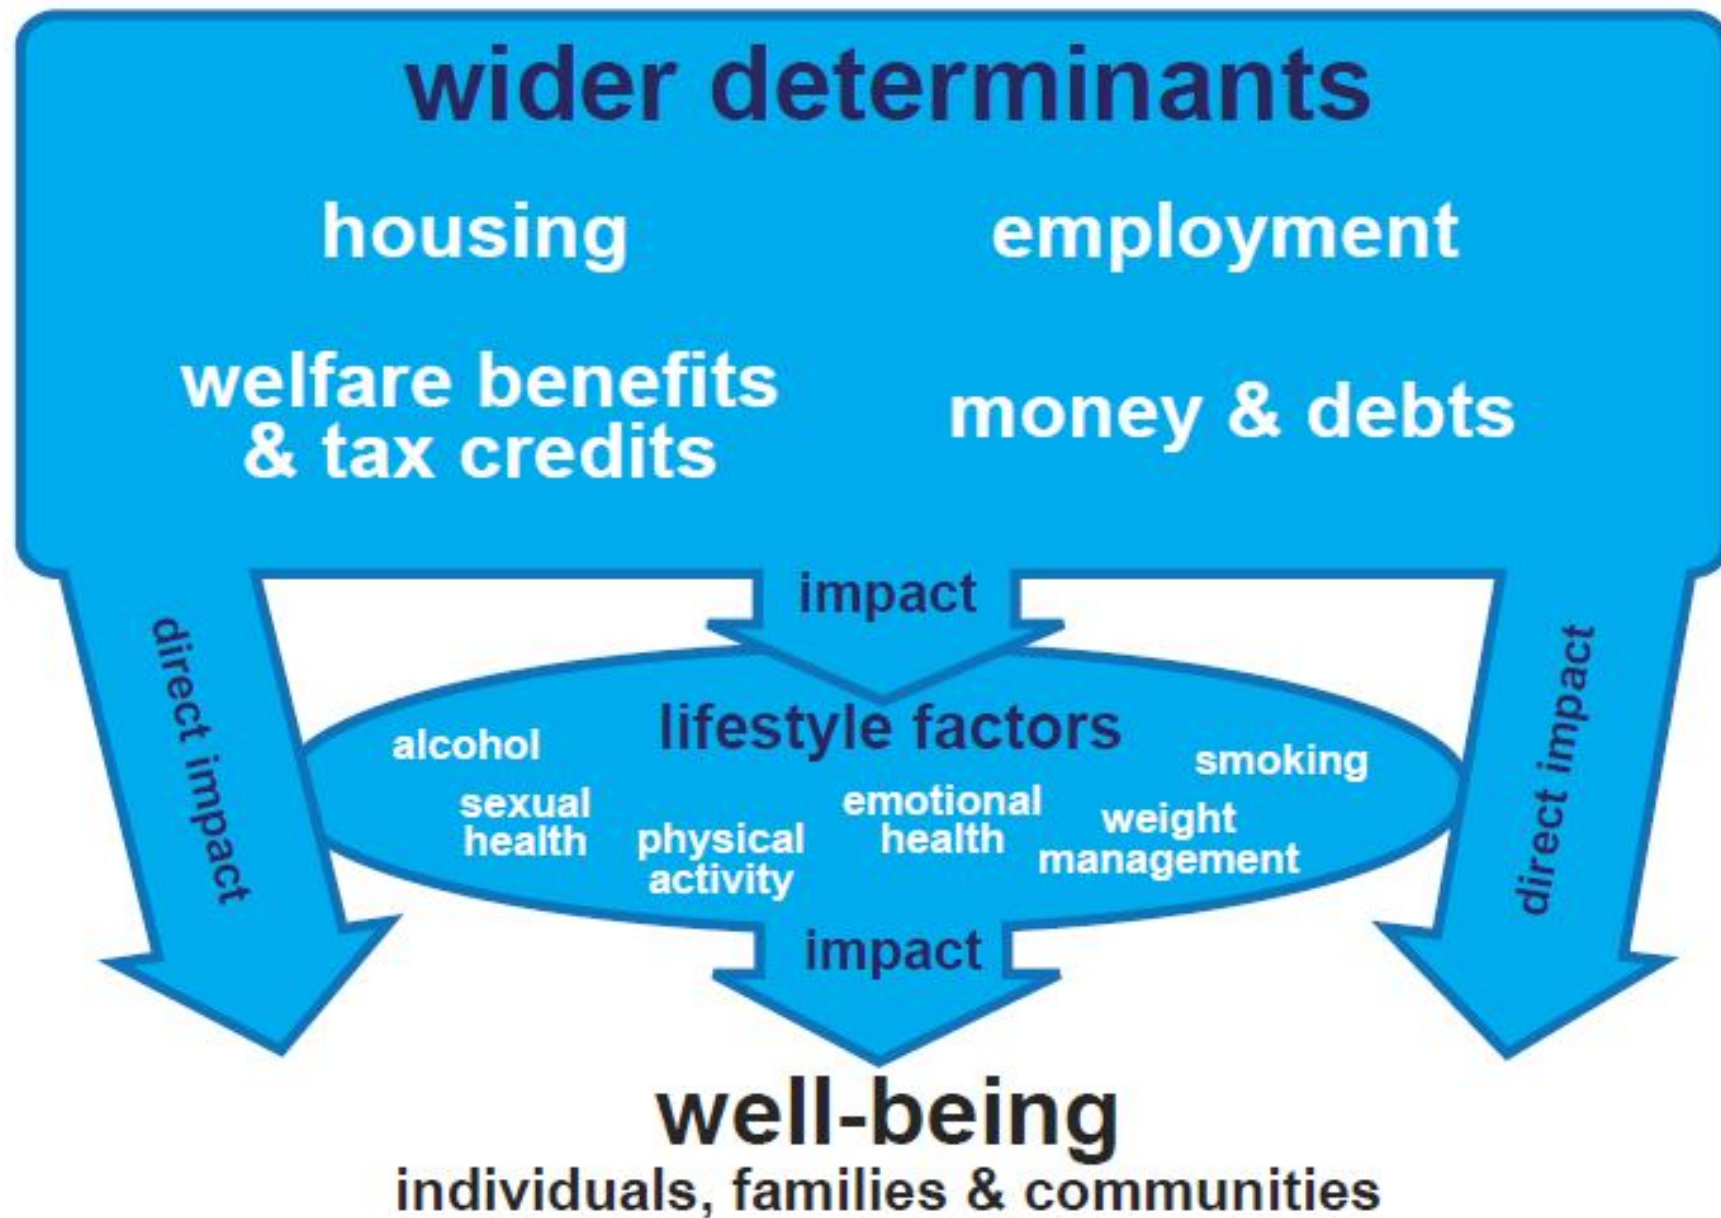 wider determinants
housing
employment
welfare benefits
& tax credits
money & debts
impact
direct impact
direct impact
lifestyle factors
alcohol
smoking
sexual
health
physical
activity
emotional
health
weight
management
impact
well-being
individuals, families & communities